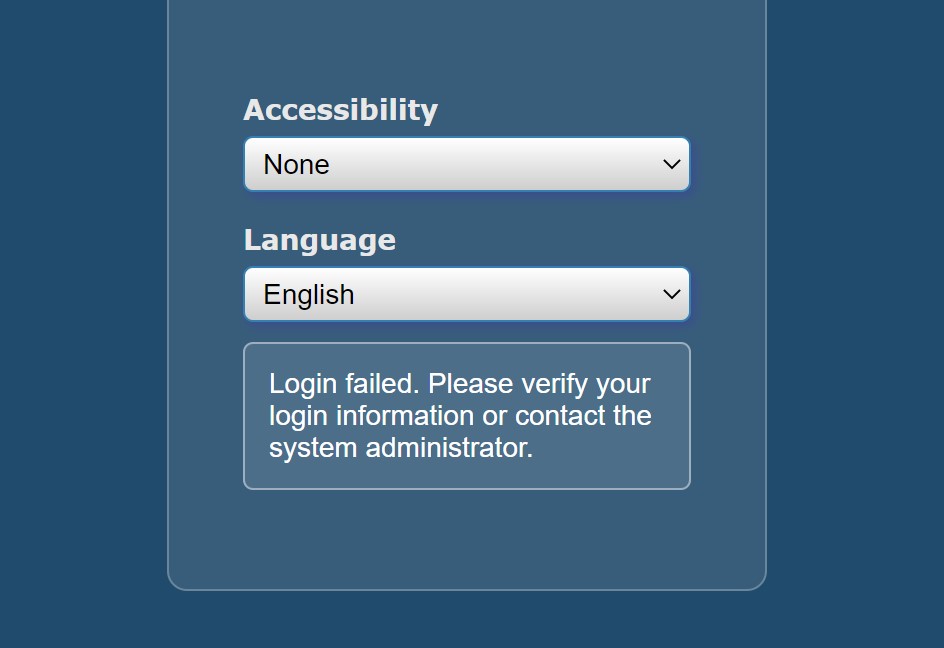 Accessibility
None
Language
English
Login failed. Please verify your
login information or contact the
system administrator.